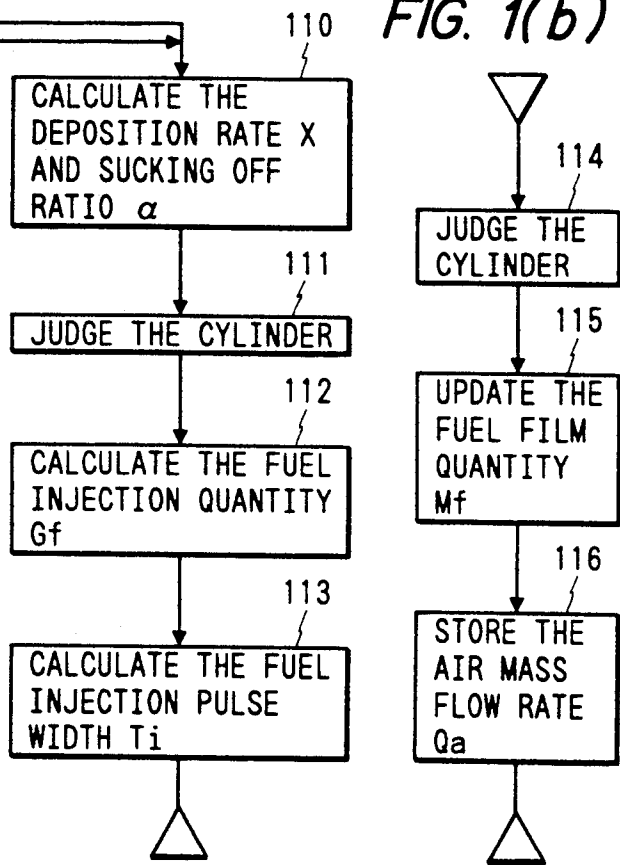 FIG. 1(b)
110
CALCULATE THE
DEPOSITION RATE X
AND SUCKING OFF
RATIO α
111
JUDGE THE CYLINDER
112
CALCULATE THE FUEL
INJECTION QUANTITY
Gf
113
CALCULATE THE FUEL
INJECTION PULSE
WIDTH Ti
114
JUDGE THE
CYLINDER
115
UPDATE THE
FUEL FILM
QUANTITY
Mf
116
STORE THE
AIR MASS
FLOW RATE
Qa